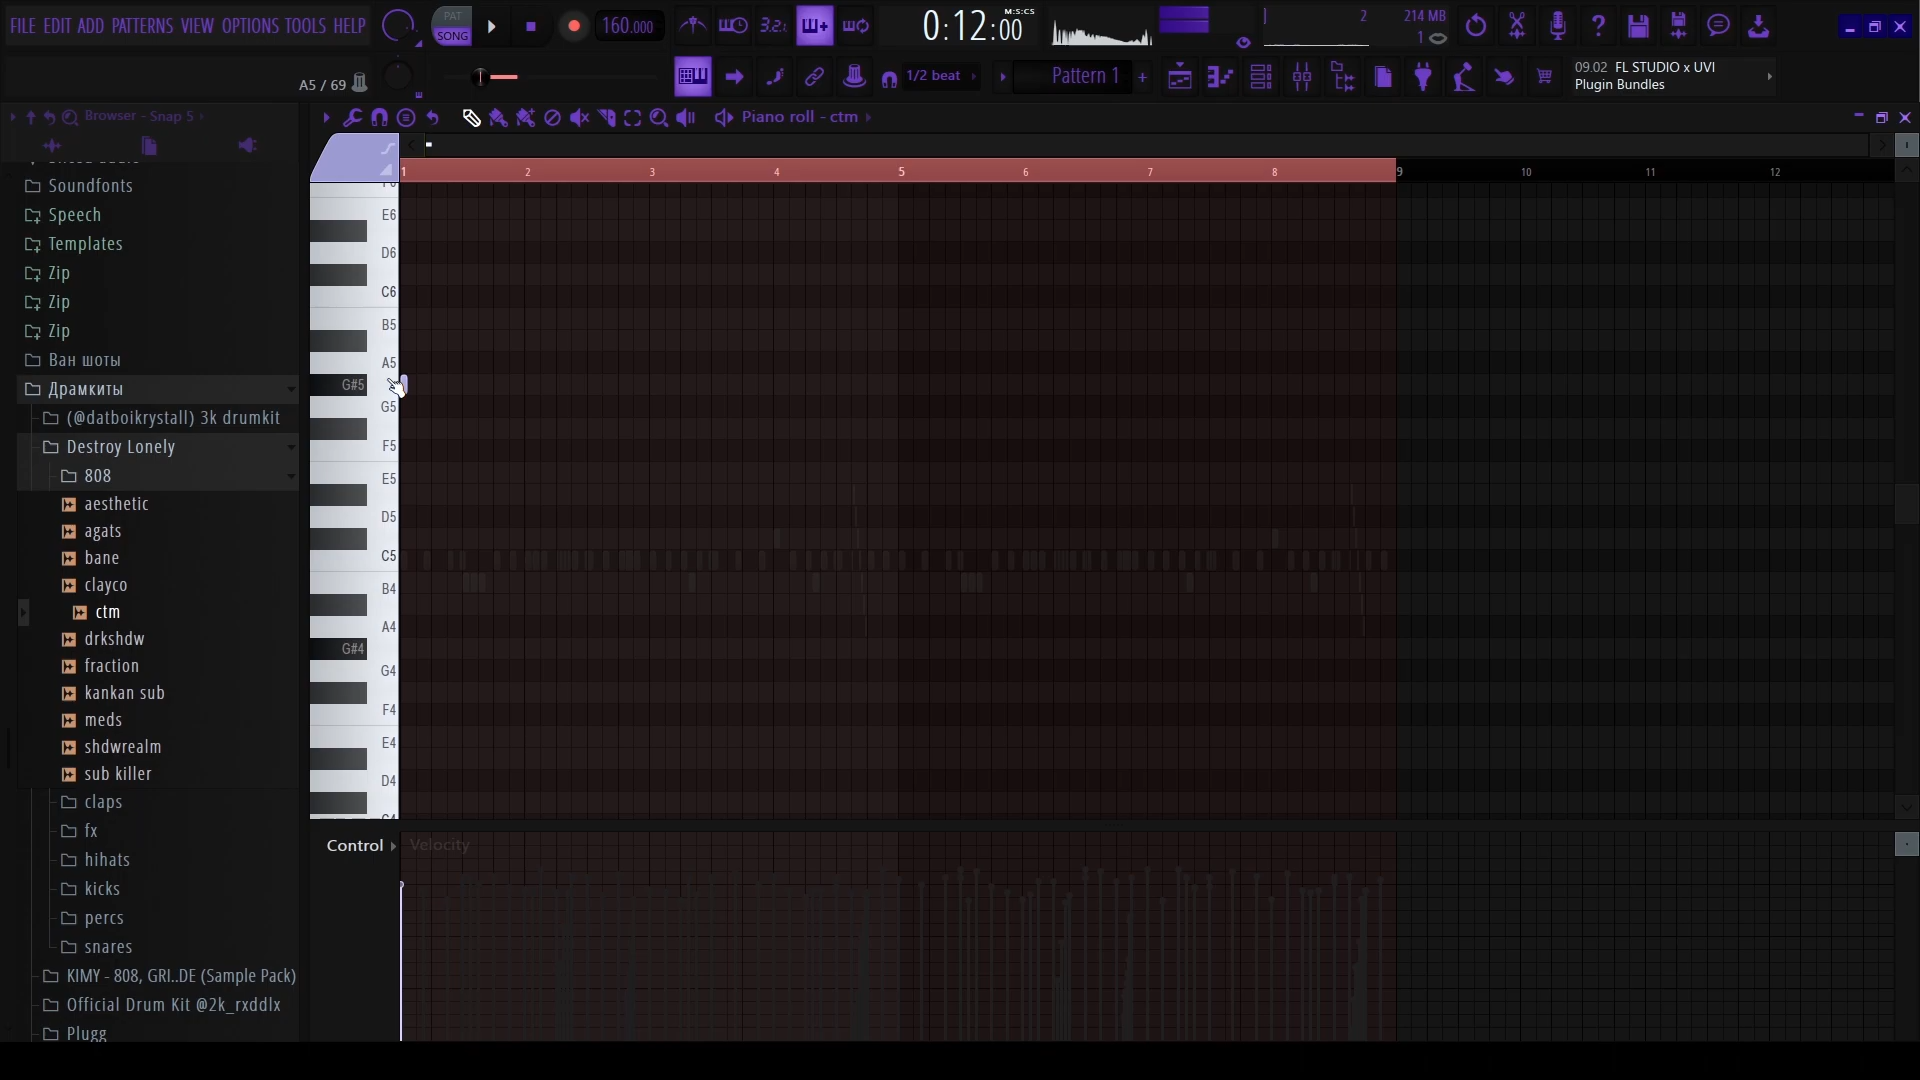 FILE EDIT ADD PATTERNS VIEW OPTIONS TOOLS HELP
PAT
SONG
160.000
3.2.
0:12:00
M:S:CS
2
214 MB
1
A5 / 69
1/2 beat
Pattern 1
09.02 FL STUDIO x UVI
Plugin Bundles
Browser - Snap 5
Piano roll - ctm
1 2 3 4 5 6 7 8 9 10 11 12
Soundfonts
Speech
Templates
Zip
Zip
Zip
Ван шоты
Драмкиты
(@datboikrystall) 3k drumkit
Destroy Lonely
808
aesthetic
agats
bane
clayco
ctm
drkshdw
fraction
kankan sub
meds
shdwrealm
sub killer
claps
fx
hihats
kicks
percs
snares
KIMY - 808, GRI..DE (Sample Pack)
Official Drum Kit @2k_rxddlx
Plugg
E6
D6
C6
B5
A5
G#5
G5
F5
E5
D5
C5
B4
A4
G#4
G4
F4
E4
D4
Control
Velocity